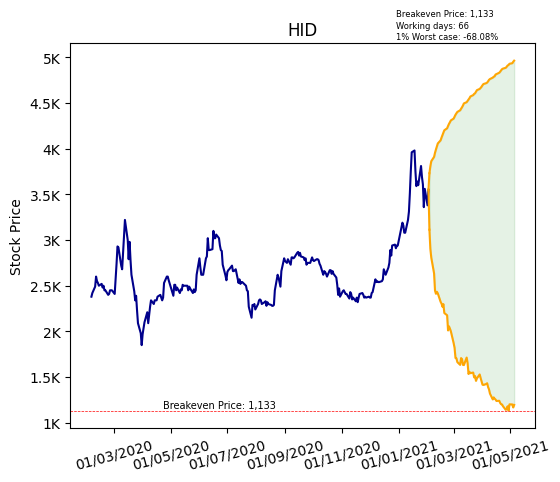 Breakeven Price: 1,133
Working days: 66
1% Worst case: -68.08%
HID
Stock Price
5K
4.5K
4K
3.5K
3K
2.5K
2K
1.5K
1K
Breakeven Price: 1,133
01/03/2020
01/05/2020
01/07/2020
01/09/2020
01/11/2020
01/01/2021
01/03/2021
01/05/2021